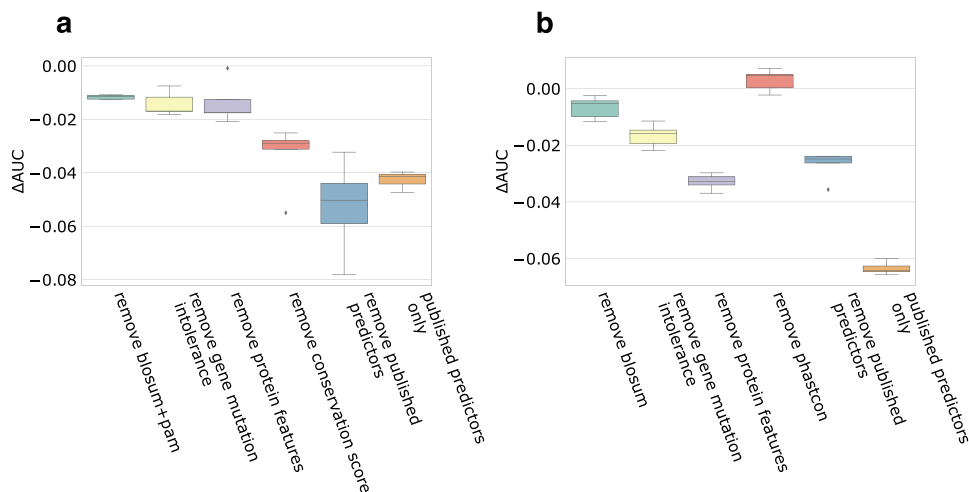 a
0.00
−0.02
−0.04
−0.06
−0.08
ΔAUC
remove blosum+pam
remove gene mutation
intolerance
remove protein features
remove conservation score
remove published
predictors
published predictors
only
b
0.00
−0.02
−0.04
−0.06
ΔAUC
remove blosum
remove gene mutation
intolerance
remove protein features
remove phastcon
remove published
predictors
published predictors
only